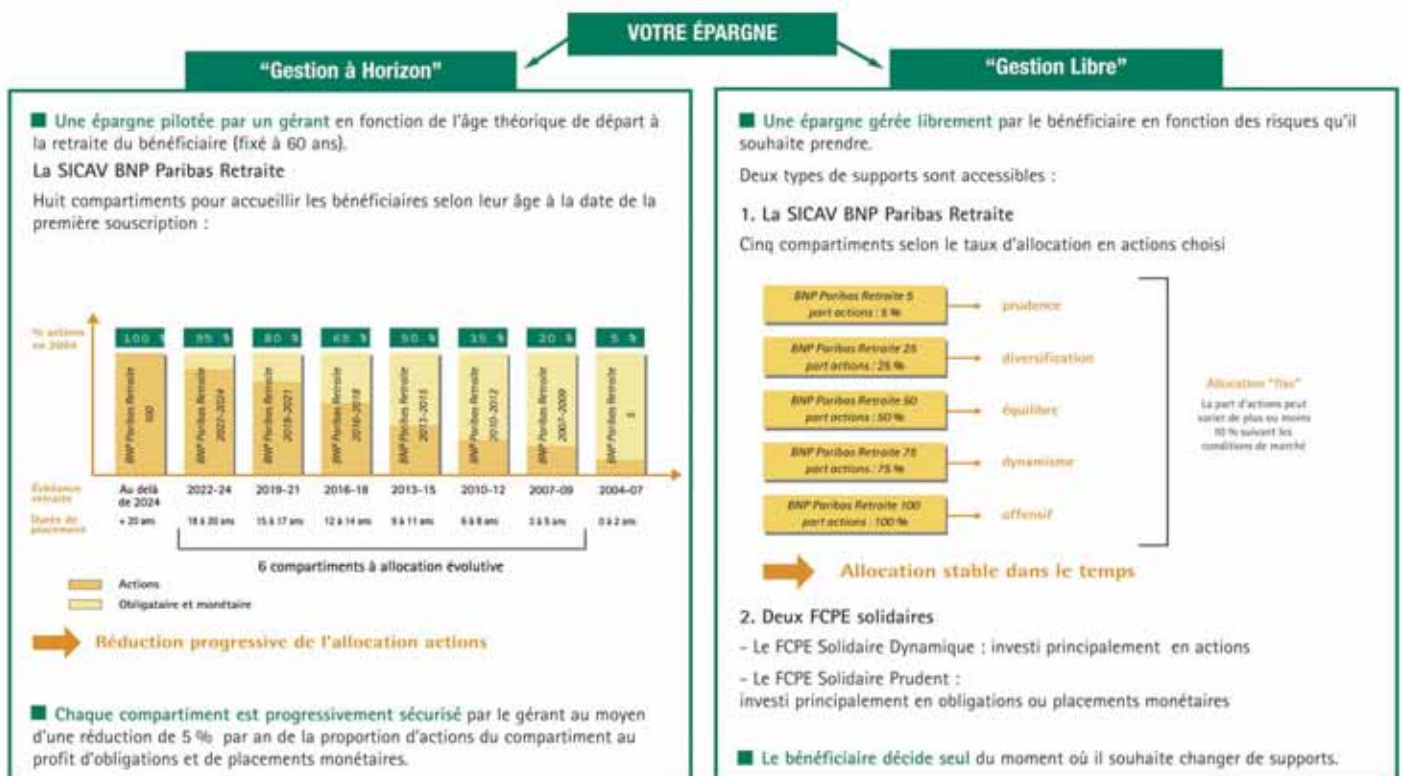 VOTRE ÉPARGNE
"Gestion à Horizon"
■ Une épargne pilotée par un gérant en fonction de l'âge théorique de départ à
la retraite du bénéficiaire (fixé à 60 ans).
La SICAV BNP Paribas Retraite
Huit compartiments pour accueillir les bénéficiaires selon leur âge à la date de la
première souscription :
% actions
en 2004
100 %
95 %
80 %
65 %
50 %
35 %
20 %
5 %
BNP Paribas Retraite
100
BNP Paribas Retraite
2022-2024
BNP Paribas Retraite
2019-2021
BNP Paribas Retraite
2016-2018
BNP Paribas Retraite
2013-2015
BNP Paribas Retraite
2010-2012
BNP Paribas Retraite
2007-2009
BNP Paribas Retraite
5
Échéance
retraite
Au delà
de 2024
2022-24
2019-21
2016-18
2013-15
2010-12
2007-09
2004-07
Durée de
placement
+ 20 ans
18 à 20 ans
15 à 17 ans
12 à 14 ans
9 à 11 ans
6 à 8 ans
3 à 5 ans
0 à 2 ans
6 compartiments à allocation évolutive
Actions
Obligataire et monétaire
Réduction progressive de l'allocation actions
■ Chaque compartiment est progressivement sécurisé par le gérant au moyen
d'une réduction de 5 % par an de la proportion d'actions du compartiment au
profit d'obligations et de placements monétaires.
"Gestion Libre"
■ Une épargne gérée librement par le bénéficiaire en fonction des risques qu'il
souhaite prendre.
Deux types de supports sont accessibles :
1. La SICAV BNP Paribas Retraite
Cinq compartiments selon le taux d'allocation en actions choisi
BNP Paribas Retraite 5
part actions : 5 %
prudence
BNP Paribas Retraite 25
part actions : 25 %
diversification
BNP Paribas Retraite 50
part actions : 50 %
équilibre
BNP Paribas Retraite 75
part actions : 75 %
dynamisme
BNP Paribas Retraite 100
part actions : 100 %
offensif
Allocation "fixe"
La part d'actions peut
varier de plus ou moins
10 % suivant les
conditions de marché
Allocation stable dans le temps
2. Deux FCPE solidaires
- Le FCPE Solidaire Dynamique : investi principalement en actions
- Le FCPE Solidaire Prudent :
investi principalement en obligations ou placements monétaires
■ Le bénéficiaire décide seul du moment où il souhaite changer de supports.